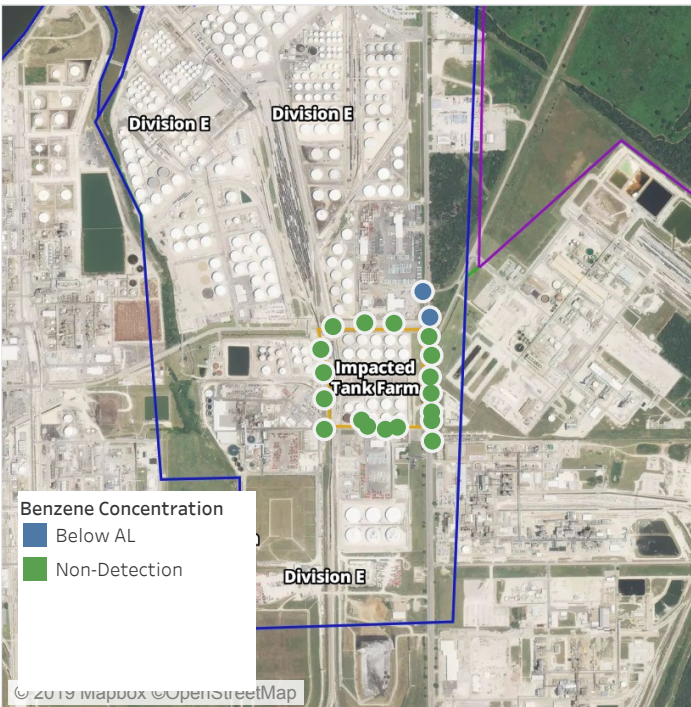 Division E
Division E
Impacted
Tank Farm
Benzene Concentration
Below AL
Non-Detection
Division E
© 2019 Mapbox ©OpenStreetMap